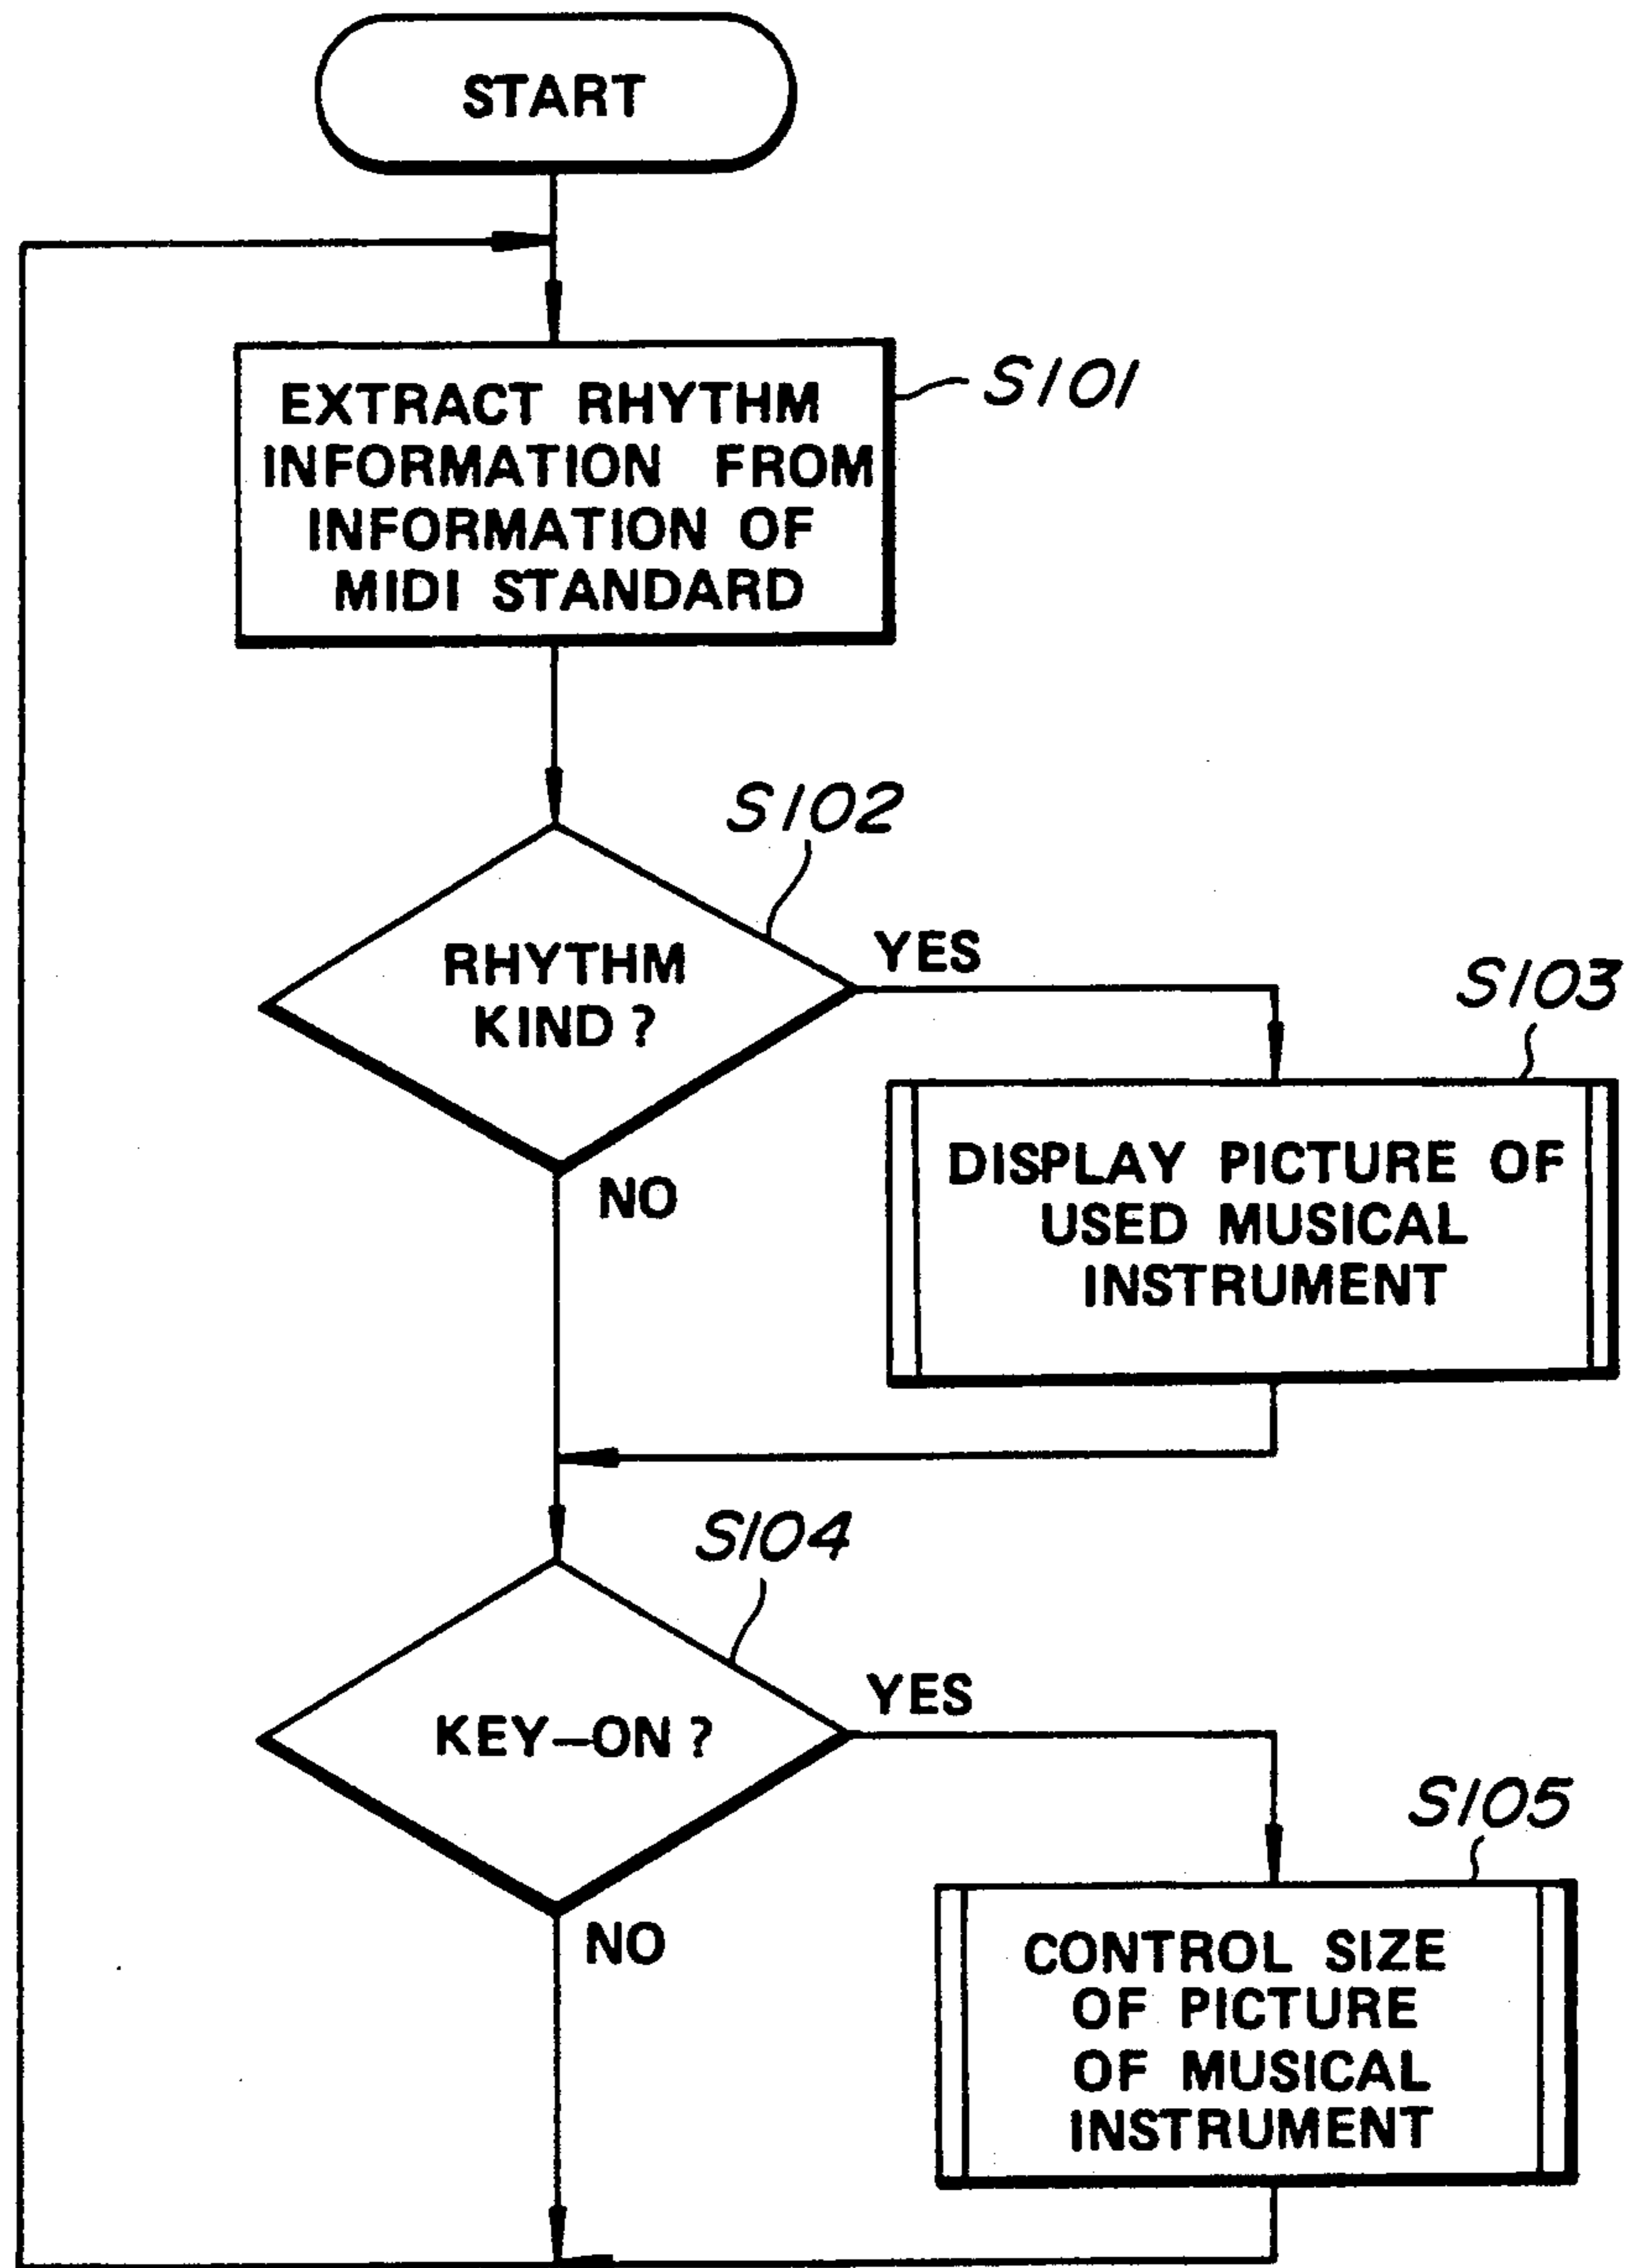 START
EXTRACT RHYTHM
INFORMATION FROM
INFORMATION OF
MIDI STANDARD
S101
S102
RHYTHM
KIND ?
YES
NO
S103
DISPLAY PICTURE OF
USED MUSICAL
INSTRUMENT
S104
KEY–ON ?
YES
NO
S105
CONTROL SIZE
OF PICTURE
OF MUSICAL
INSTRUMENT